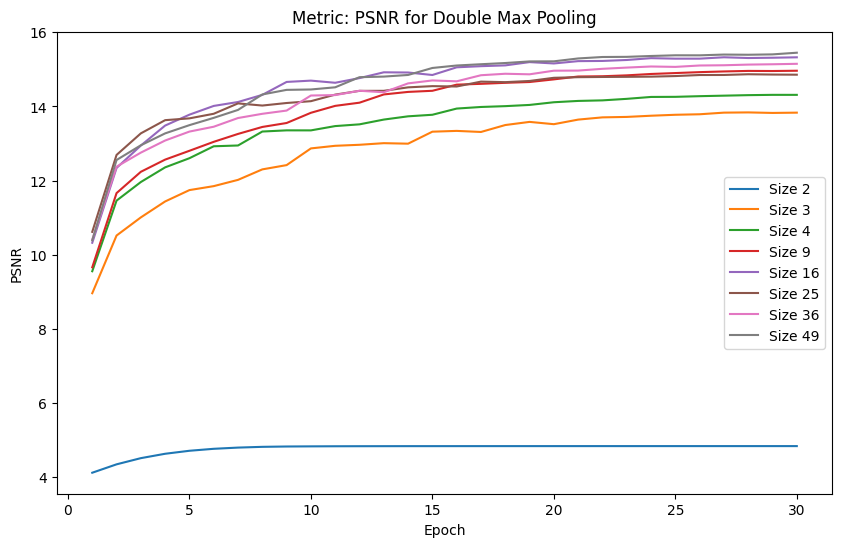 Metric: PSNR for Double Max Pooling
16
14
12
10
8
6
4
PSNR
Size 2
Size 3
Size 4
Size 9
Size 16
Size 25
Size 36
Size 49
0 5 10 15 20 25 30
Epoch